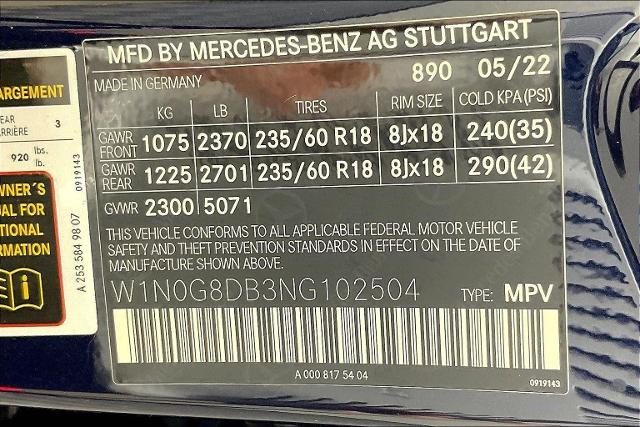 MFD BY MERCEDES-BENZ AG STUTTGART
MADE IN GERMANY 890 05/22
KG LB TIRES RIM SIZE COLD KPA(PSI)
GAWR FRONT 1075 2370 235/60 R18 8Jx18 240(35)
GAWR REAR 1225 2701 235/60 R18 8Jx18 290(42)
GVWR 2300 5071
THIS VEHICLE CONFORMS TO ALL APPLICABLE FEDERAL MOTOR VEHICLE
SAFETY AND THEFT PREVENTION STANDARDS IN EFFECT ON THE DATE OF
MANUFACTURE SHOWN ABOVE.
W1N0G8DB3NG102504 TYPE: MPV
A 000 817 54 04
0919143
ARGEMENT
EAR
ARRIÈRE 3
920 lbs.
lb.
WNER´S
UAL FOR
TIONAL
RMATION
0919143
A 253 584 98 07